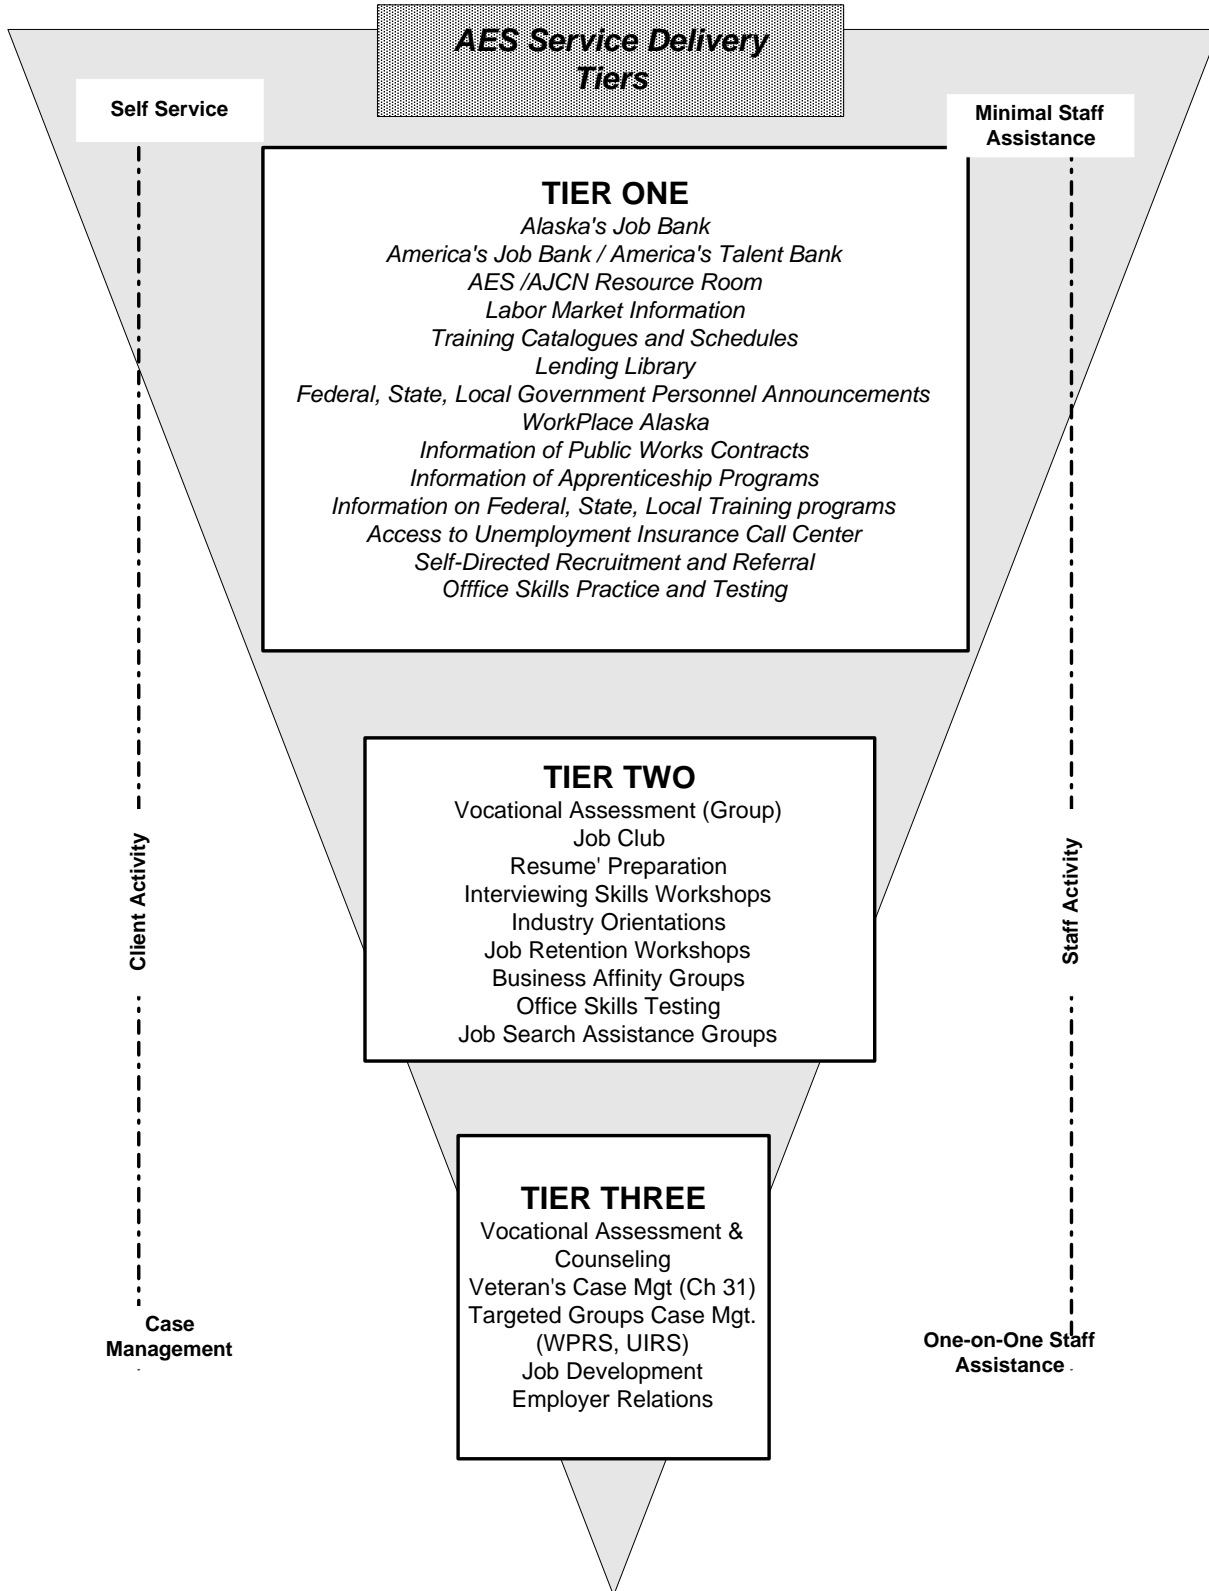 AES Service Delivery
Tiers
Self Service
Minimal Staff
Assistance
TIER ONE
Alaska's Job Bank
America's Job Bank / America's Talent Bank
AES /AJCN Resource Room
Labor Market Information
Training Catalogues and Schedules
Lending Library
Federal, State, Local Government Personnel Announcements
WorkPlace Alaska
Information of Public Works Contracts
Information of Apprenticeship Programs
Information on Federal, State, Local Training programs
Access to Unemployment Insurance Call Center
Self-Directed Recruitment and Referral
Offfice Skills Practice and Testing
TIER TWO
Vocational Assessment (Group)
Job Club
Resume' Preparation
Interviewing Skills Workshops
Industry Orientations
Job Retention Workshops
Business Affinity Groups
Office Skills Testing
Job Search Assistance Groups
Client Activity
Staff Activity
TIER THREE
Vocational Assessment &
Counseling
Veteran's Case Mgt (Ch 31)
Targeted Groups Case Mgt.
(WPRS, UIRS)
Job Development
Employer Relations
Case
Management
One-on-One Staff
Assistance